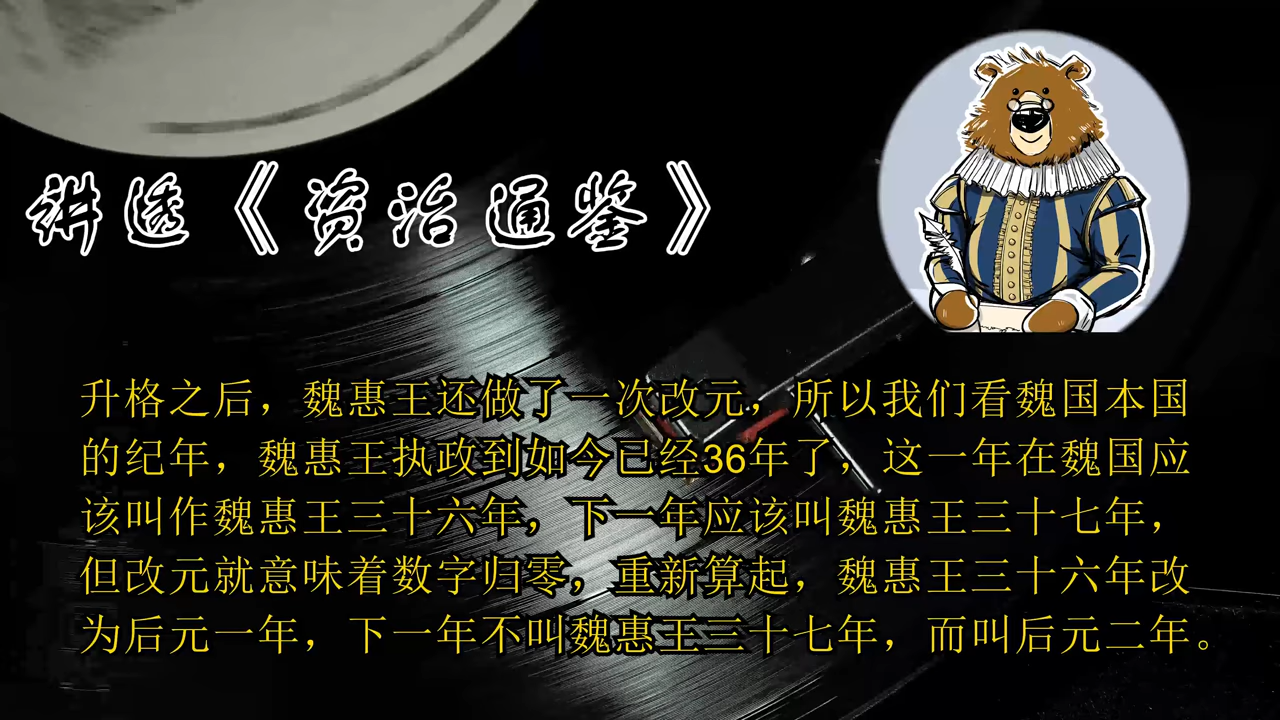 讲透《资治通鉴》
升格之后，魏惠王还做了一次改元，所以我们看魏国本国
的纪年，魏惠王执政到如今已经36年了，这一年在魏国应
该叫作魏惠王三十六年，下一年应该叫魏惠王三十七年，
但改元就意味着数字归零，重新算起，魏惠王三十六年改
为后元一年，下一年不叫魏惠王三十七年，而叫后元二年。